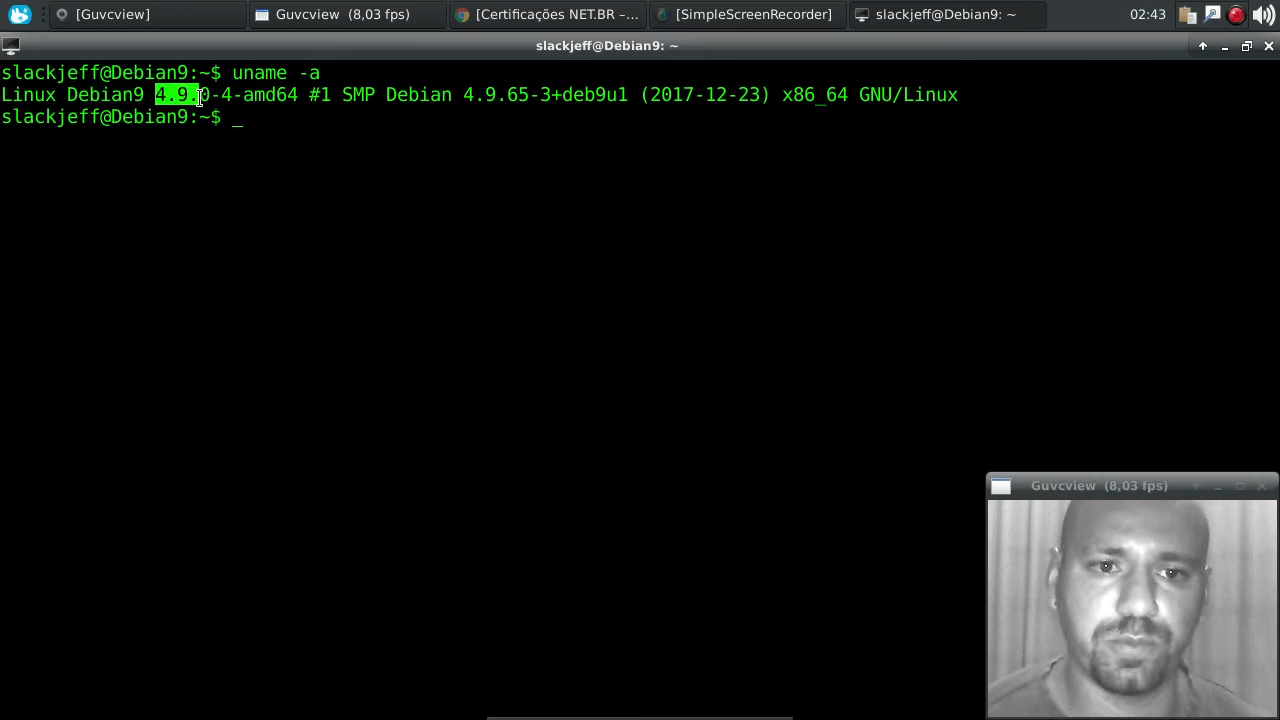 [Guvcview]
Guvcview (8,03 fps)
[Certificações NET.BR –...
[SimpleScreenRecorder]
slackjeff@Debian9: ~
02:43
slackjeff@Debian9: ~
slackjeff@Debian9:~$ uname -a
Linux Debian9 4.9.0-4-amd64 #1 SMP Debian 4.9.65-3+deb9u1 (2017-12-23) x86_64 GNU/Linux
slackjeff@Debian9:~$ _
Guvcview (8,03 fps)